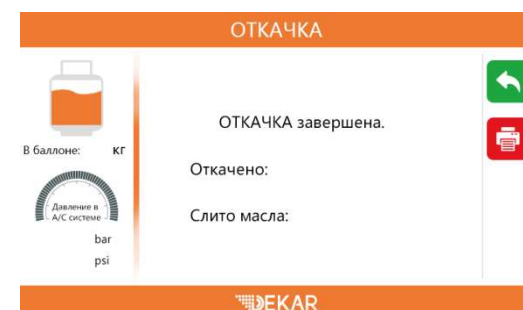 ОТКАЧКА
В баллоне: кг
Давление в
A/C системе
bar
psi
ОТКАЧКА завершена.
Откачено:
Слито масла:
DEKAR